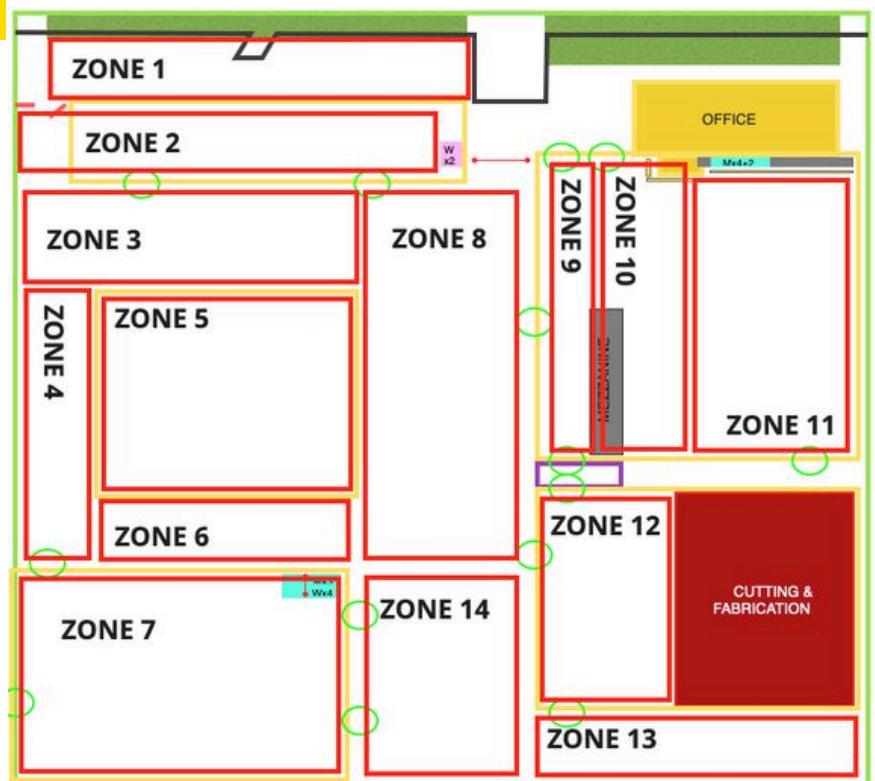 ZONE 1
ZONE 2
W
x2
OFFICE
Mx4+2
ZONE 3
ZONE 8
ZONE 9
ZONE 10
ZONE 4
ZONE 5
MEZZANINE
ZONE 11
ZONE 6
ZONE 12
Wx4
ZONE 7
ZONE 14
CUTTING &
FABRICATION
ZONE 13